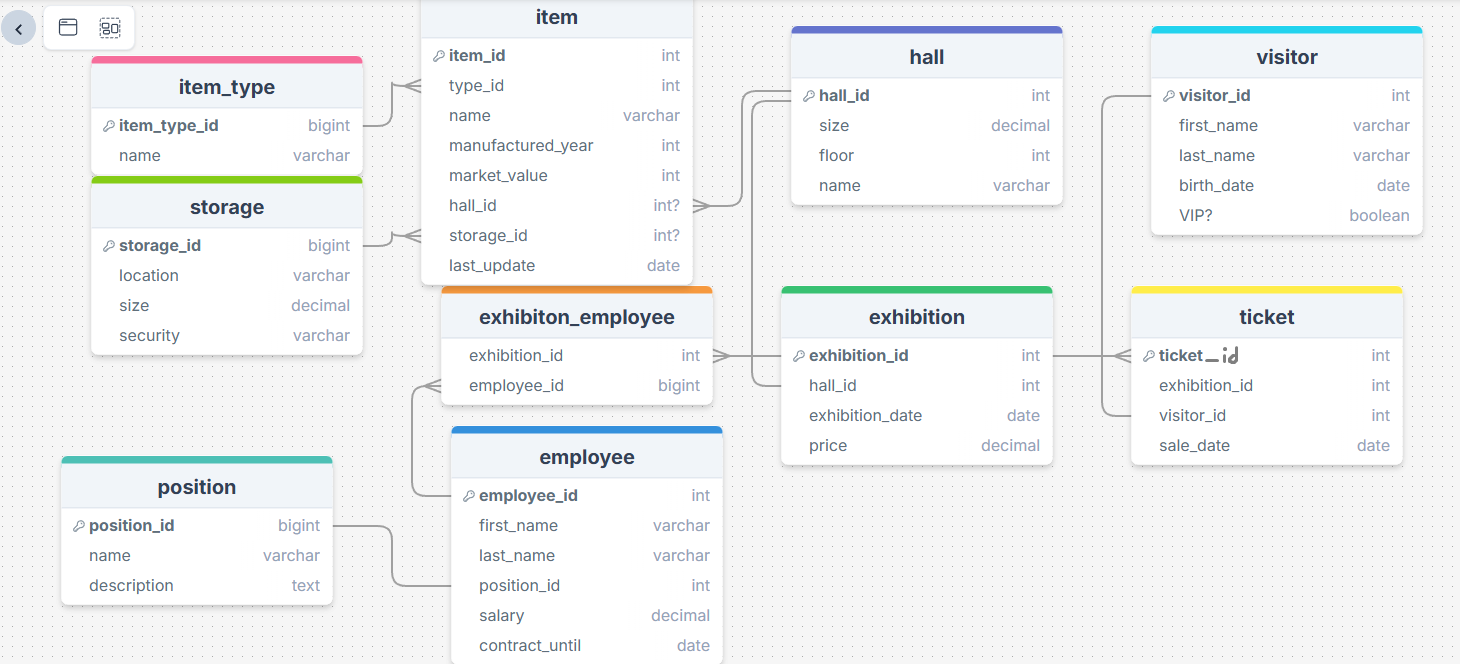 item
item_id int
type_id int
name varchar
manufactured_year int
market_value int
hall_id int?
storage_id int?
last_update date
item_type
item_type_id bigint
name varchar
storage
storage_id bigint
location varchar
size decimal
security varchar
hall
hall_id int
size decimal
floor int
name varchar
visitor
visitor_id int
first_name varchar
last_name varchar
birth_date date
VIP? boolean
exhibiton_employee
exhibition_id int
employee_id bigint
exhibition
exhibition_id int
hall_id int
exhibition_date date
price decimal
ticket
ticket_id int
exhibition_id int
visitor_id int
sale_date date
position
position_id bigint
name varchar
description text
employee
employee_id int
first_name varchar
last_name varchar
position_id int
salary decimal
contract_until date